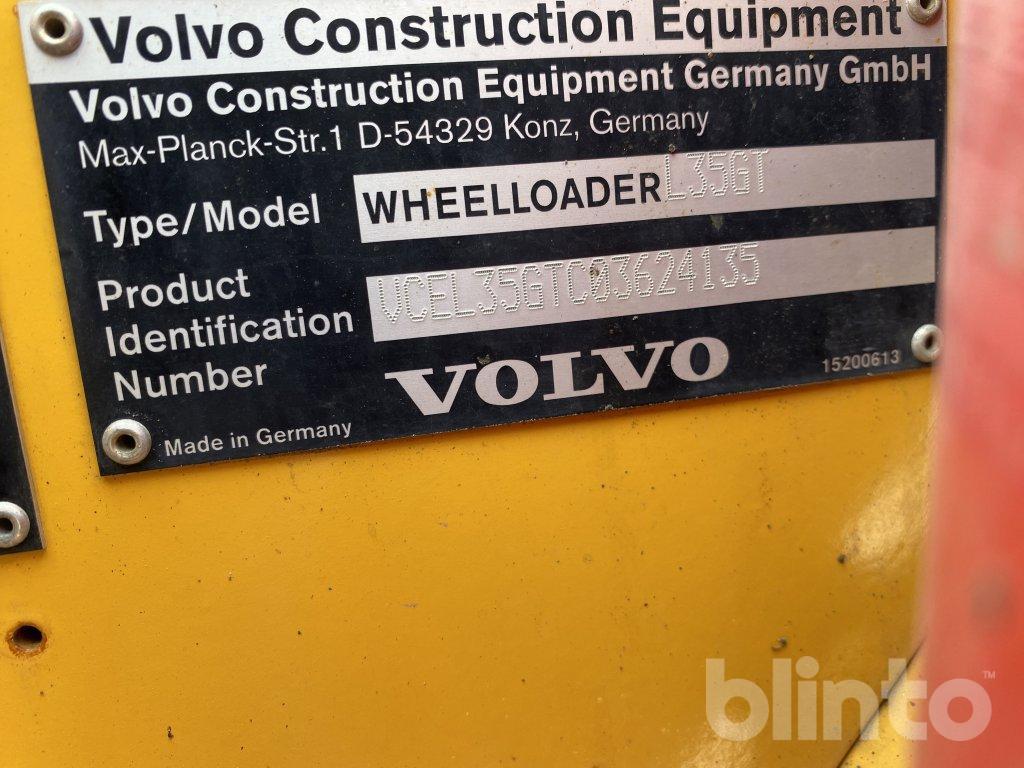 Volvo Construction Equipment
Volvo Construction Equipment Germany GmbH
Max-Planck-Str.1 D-54329 Konz, Germany
Type/Model WHEELLOADER L35GT
Product Identification Number VCEL35GTC03624135
VOLVO
15200613
Made in Germany
blinto™